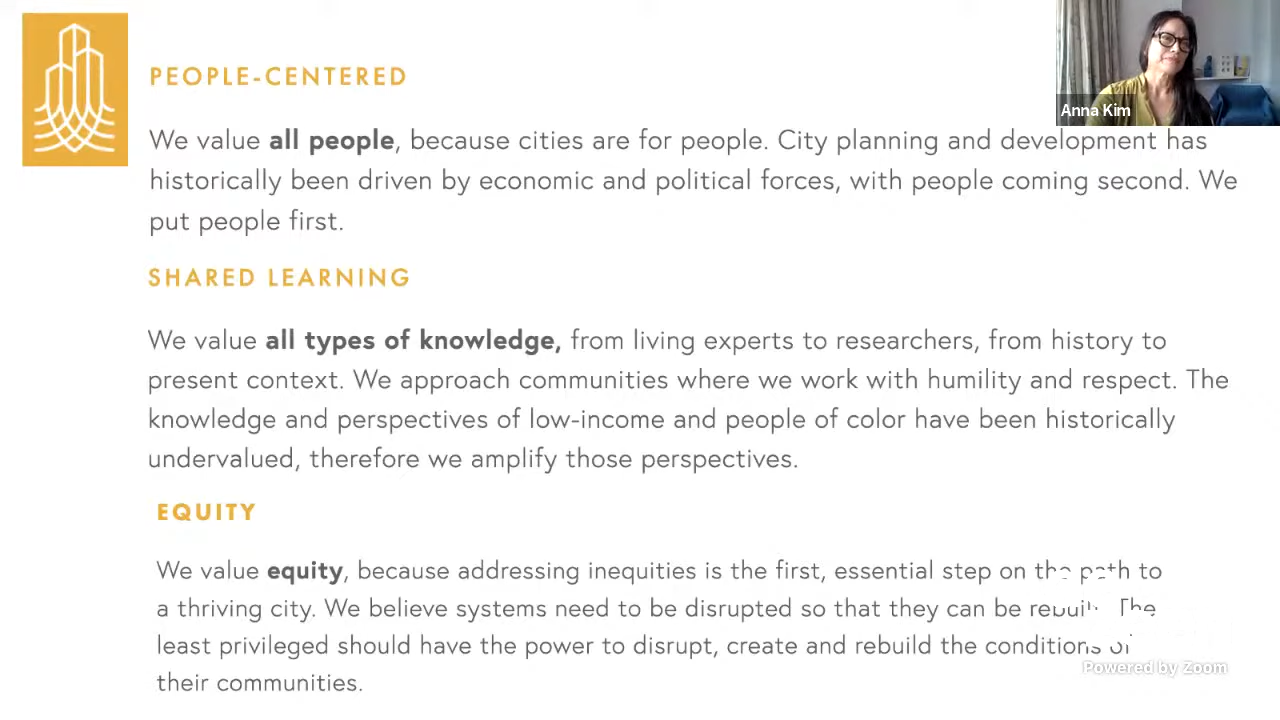 PEOPLE-CENTERED
Anna Kim
We value all people, because cities are for people. City planning and development has
historically been driven by economic and political forces, with people coming second. We
put people first.
SHARED LEARNING
We value all types of knowledge, from living experts to researchers, from history to
present context. We approach communities where we work with humility and respect. The
knowledge and perspectives of low-income and people of color have been historically
undervalued, therefore we amplify those perspectives.
EQUITY
We value equity, because addressing inequities is the first, essential step on the path to
a thriving city. We believe systems need to be disrupted so that they can be rebuilt. The
least privileged should have the power to disrupt, create and rebuild the conditions of
their communities.
Powered by Zoom